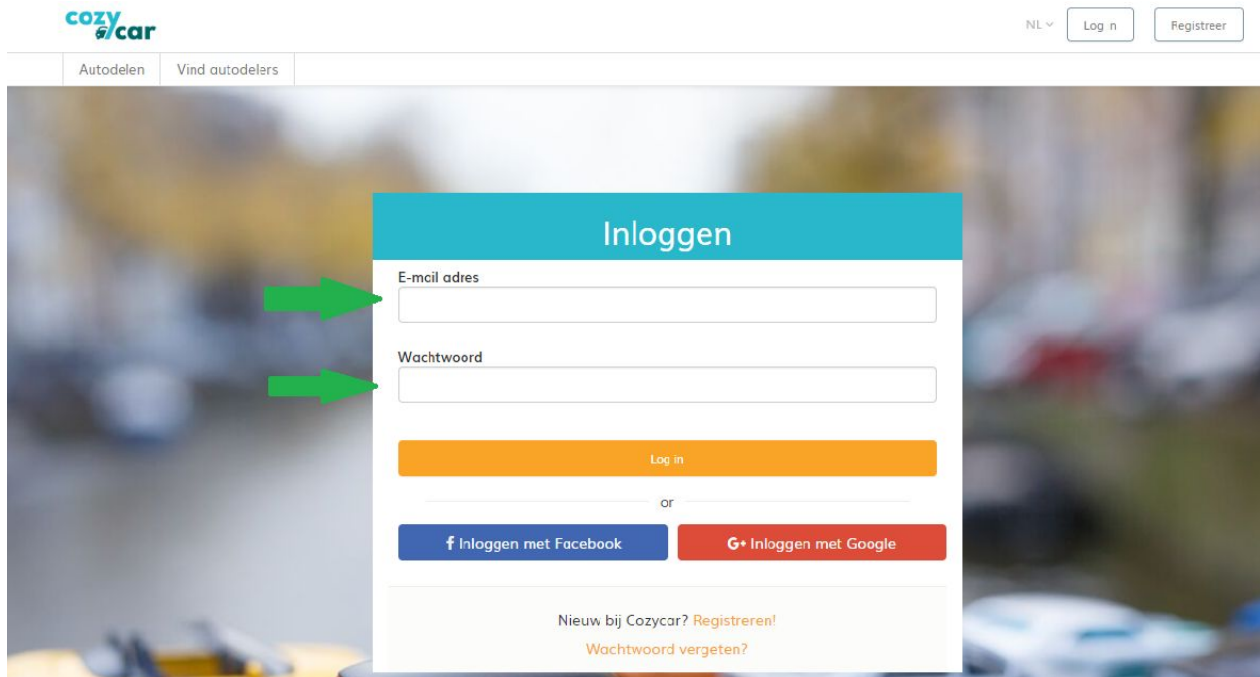 cozy
car
NL
Log in
Registreer
Autodelen
Vind autodelers
Inloggen
E-mail adres
Wachtwoord
Log in
or
f Inloggen met Facebook
G+ Inloggen met Google
Nieuw bij Cozycar? Registreren!
Wachtwoord vergeten?